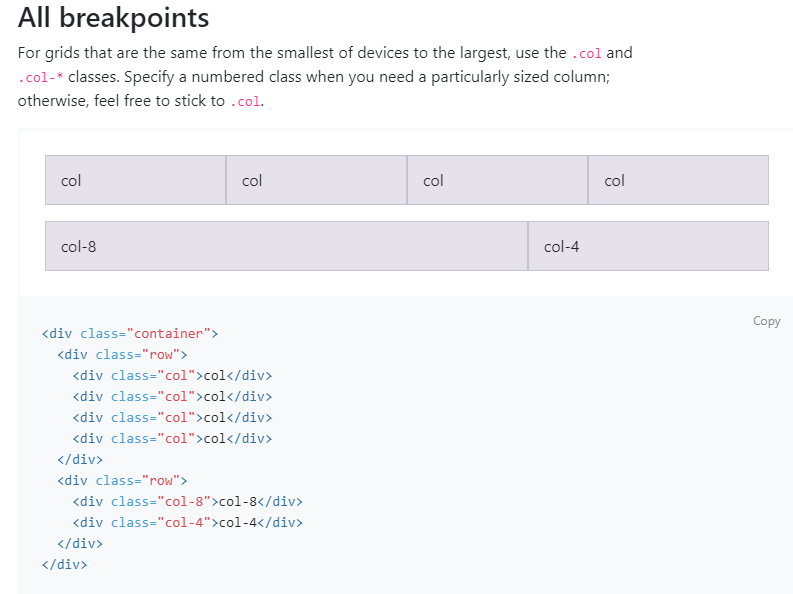 All breakpoints
For grids that are the same from the smallest of devices to the largest, use the .col and
.col-* classes. Specify a numbered class when you need a particularly sized column;
otherwise, feel free to stick to .col.
col col col col
col-8 col-4
Copy
<div class="container">
  <div class="row">
    <div class="col">col</div>
    <div class="col">col</div>
    <div class="col">col</div>
    <div class="col">col</div>
  </div>
  <div class="row">
    <div class="col-8">col-8</div>
    <div class="col-4">col-4</div>
  </div>
</div>